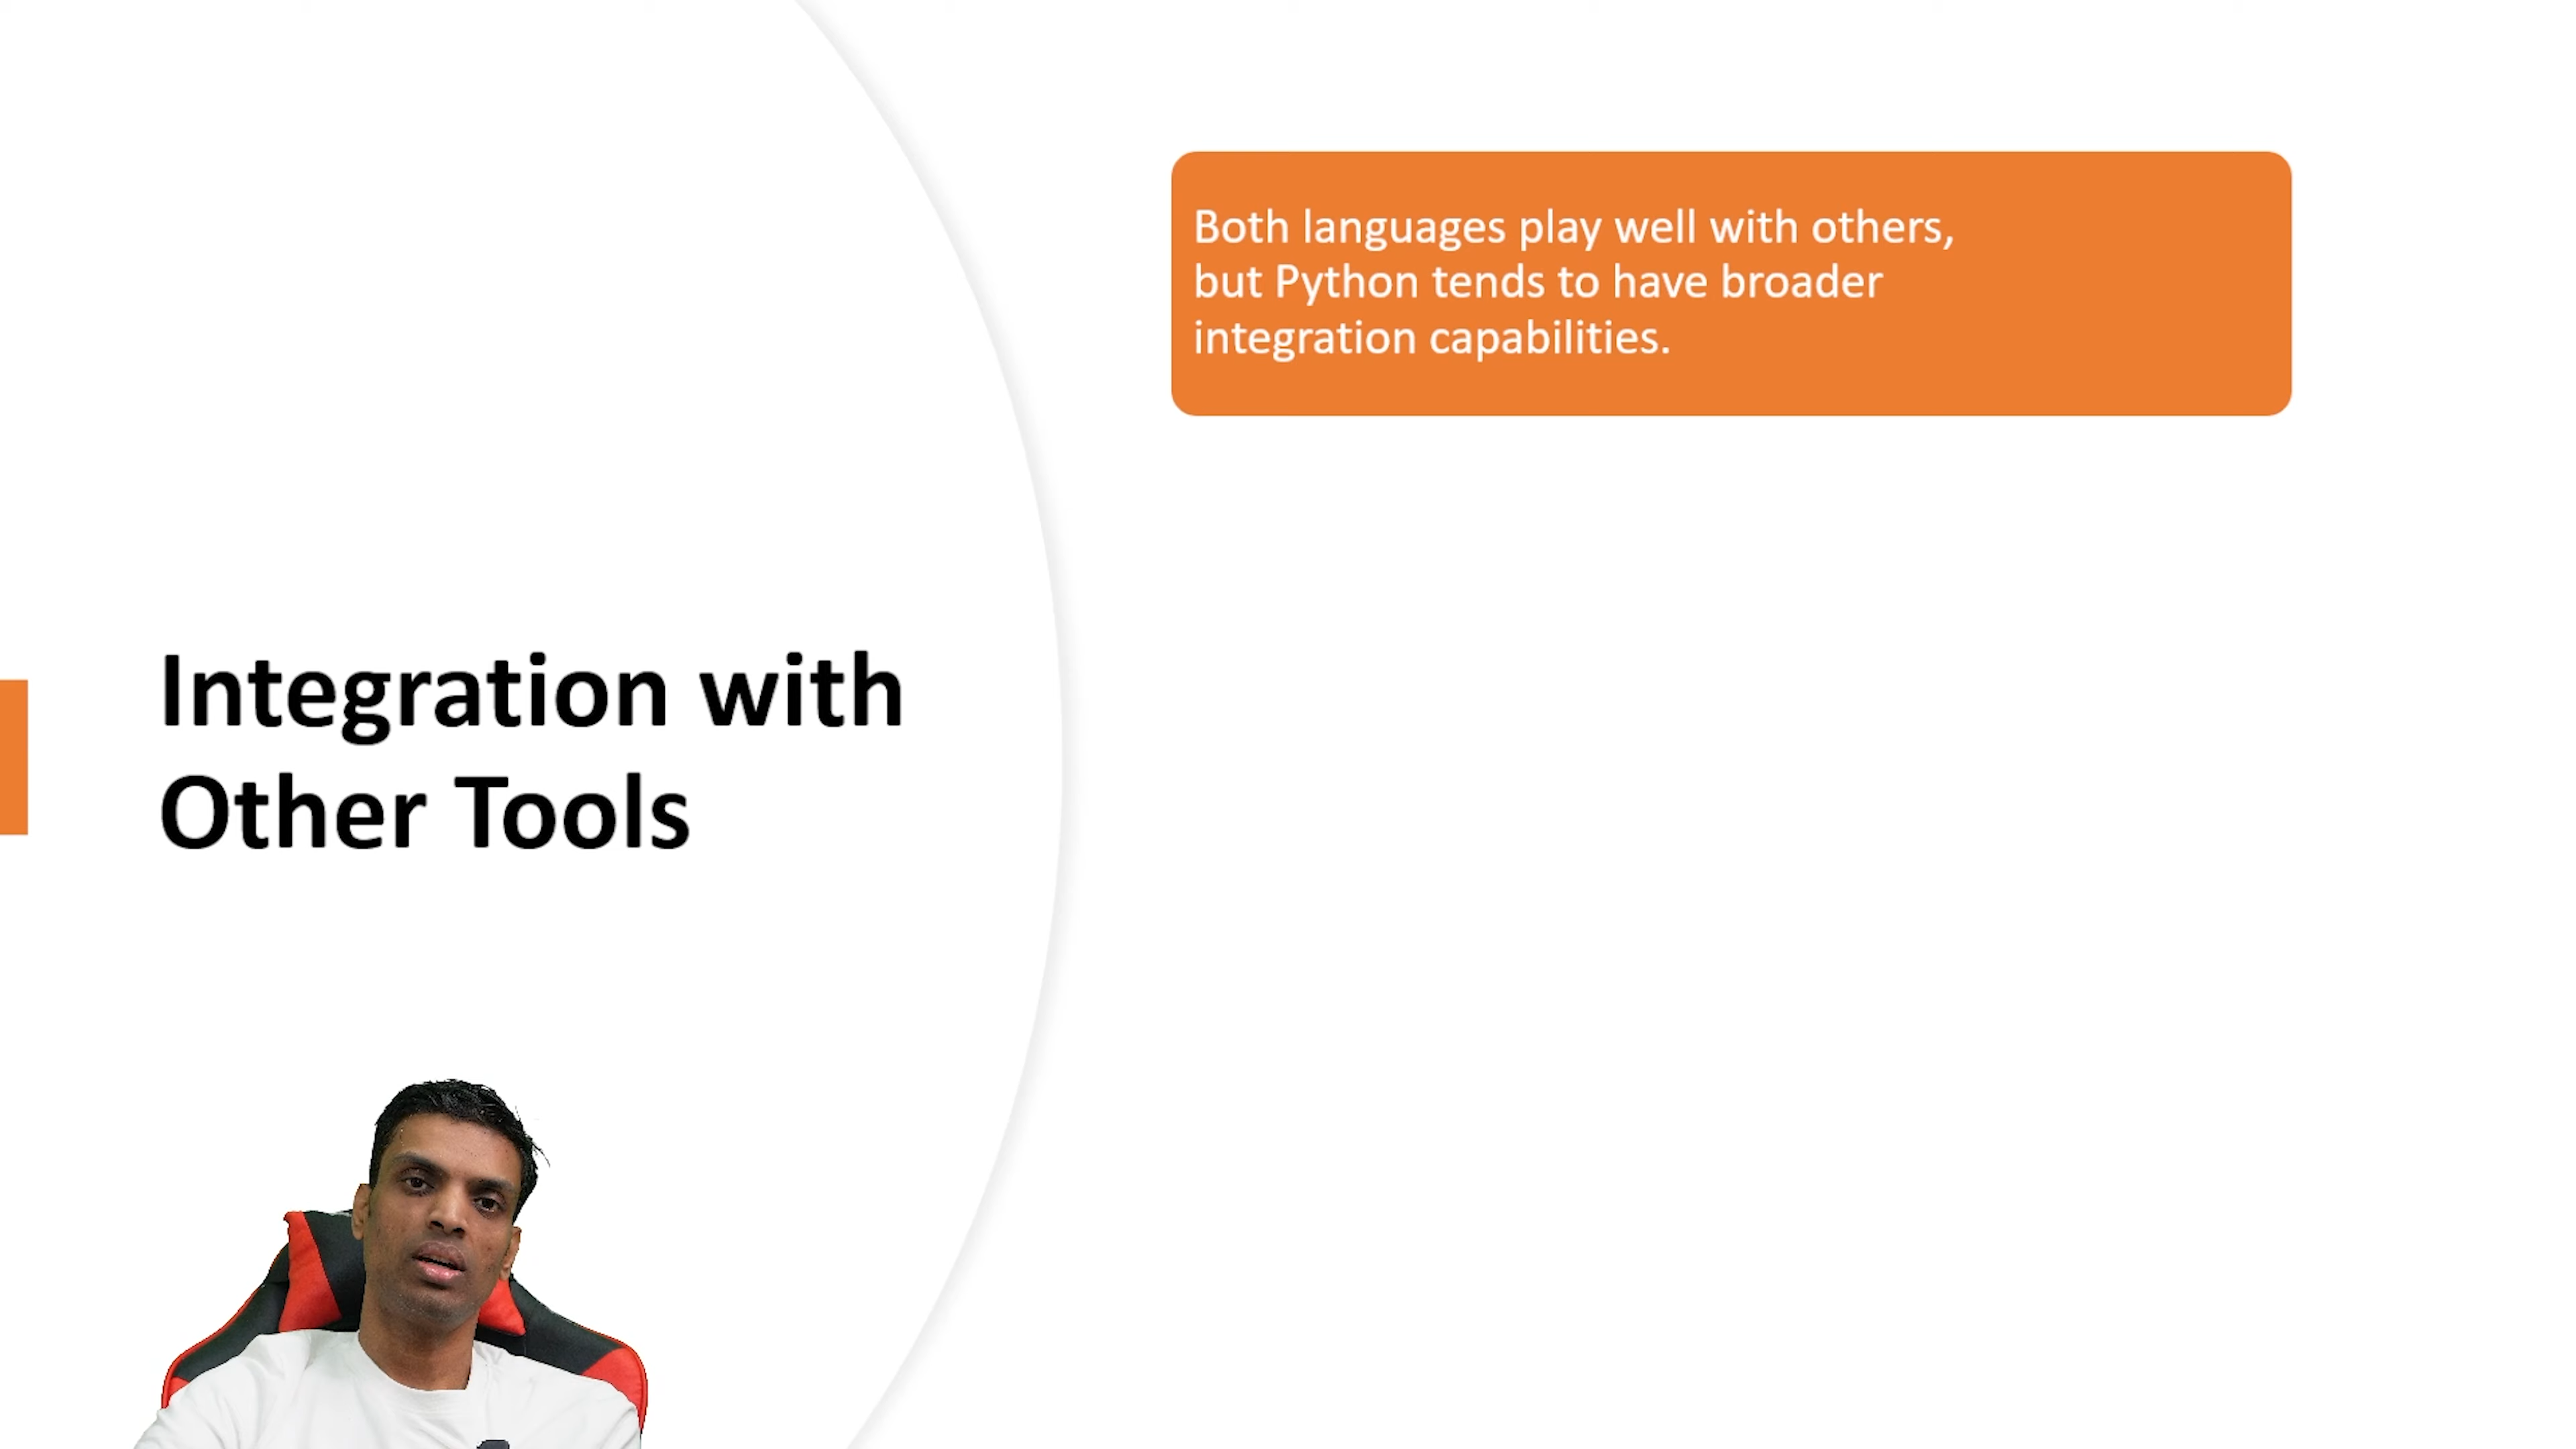 Both languages play well with others,
but Python tends to have broader
integration capabilities.
Integration with
Other Tools